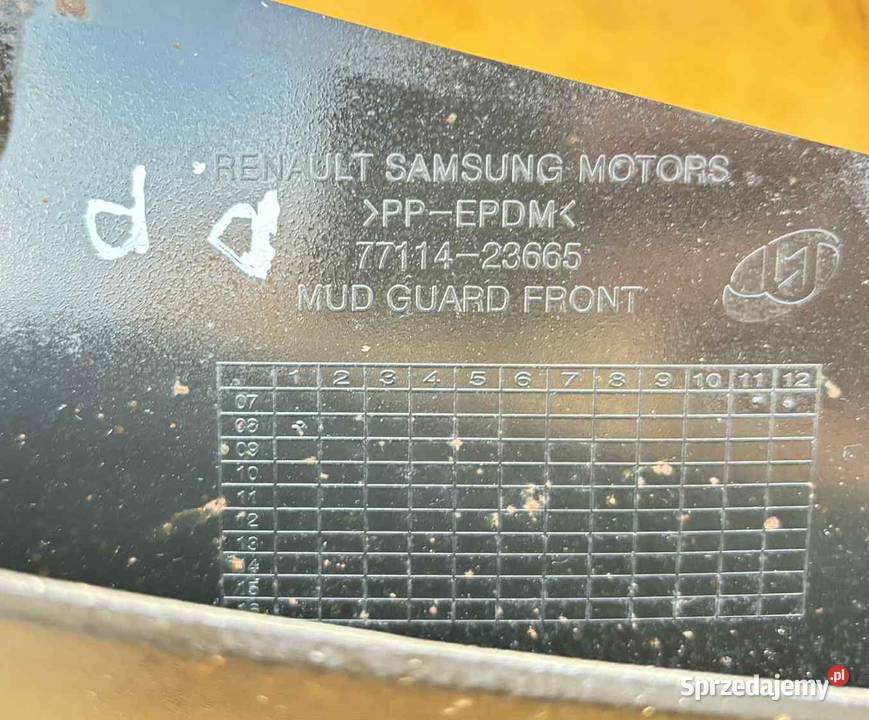 RENAULT SAMSUNG MOTORS
>PP-EPDM<
77114-23665
MUD GUARD FRONT
1 2 3 4 5 6 7 8 9 10 11 12
07
08
09
10
11
12
13
14
15
16
P D
Sprzedajemy.pl